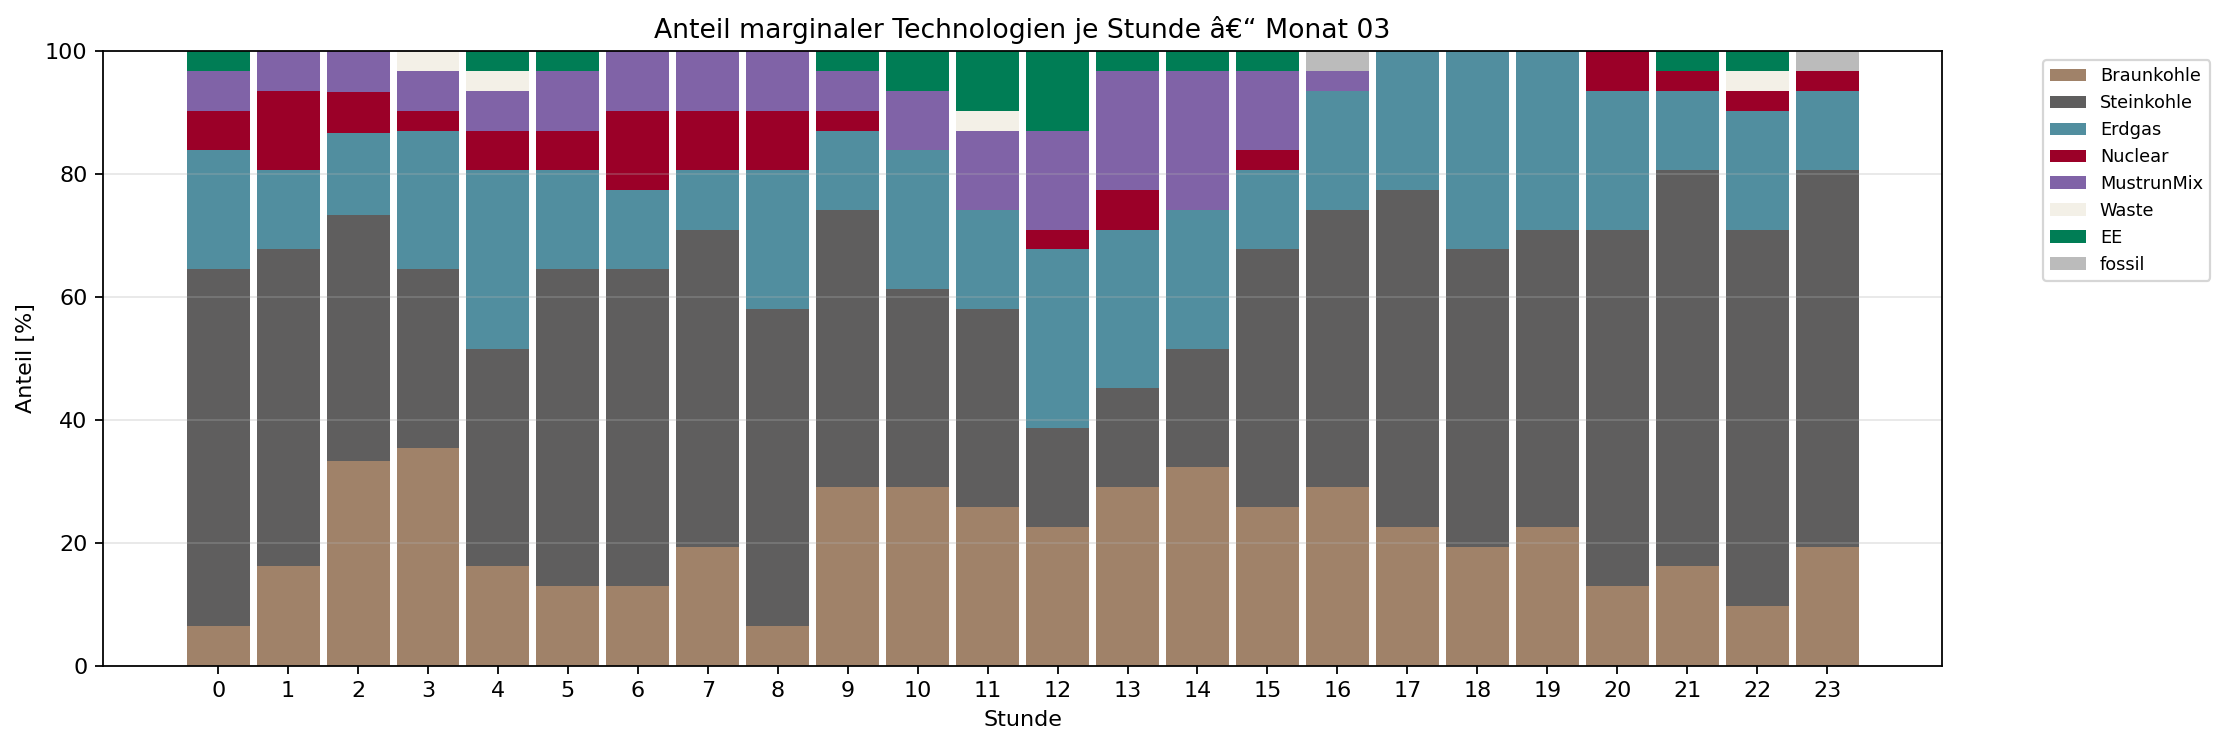 Anteil marginaler Technologien je Stunde â€“ Monat 03
100
80
60
40
20
0
Anteil [%]
0 1 2 3 4 5 6 7 8 9 10 11 12 13 14 15 16 17 18 19 20 21 22 23
Stunde
Braunkohle
Steinkohle
Erdgas
Nuclear
MustrunMix
Waste
EE
fossil